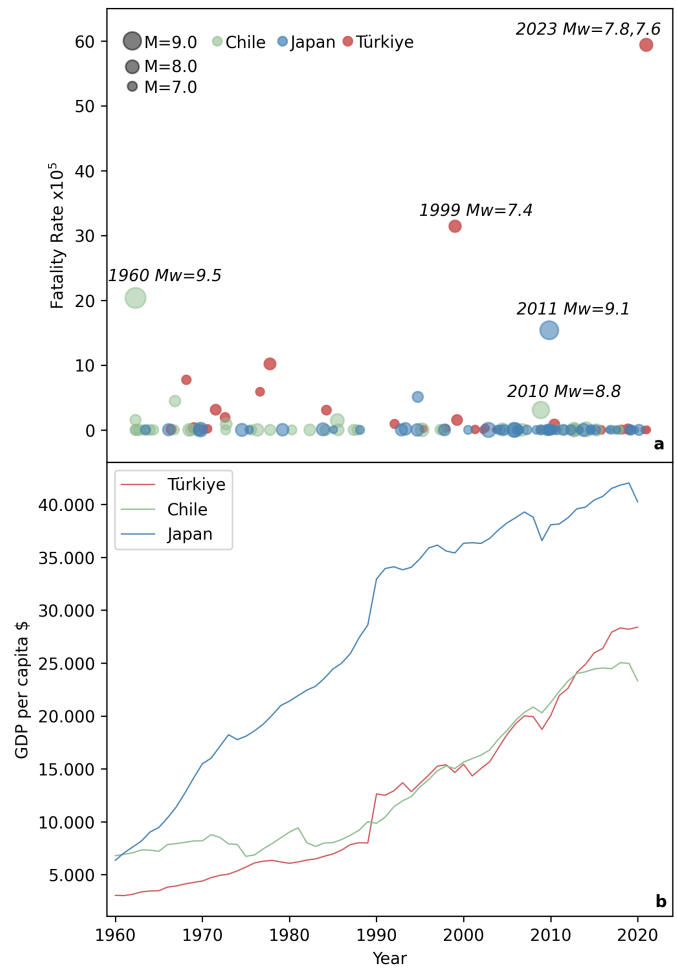 2023 Mw=7.8,7.6
M=9.0 Chile Japan Türkiye
M=8.0
M=7.0
60
50
40
30
20
10
0
Fatality Rate x10⁵
1999 Mw=7.4
1960 Mw=9.5
2011 Mw=9.1
2010 Mw=8.8
a
Türkiye
Chile
Japan
40.000
35.000
30.000
25.000
20.000
15.000
10.000
5.000
GDP per capita $
b
1960 1970 1980 1990 2000 2010 2020
Year